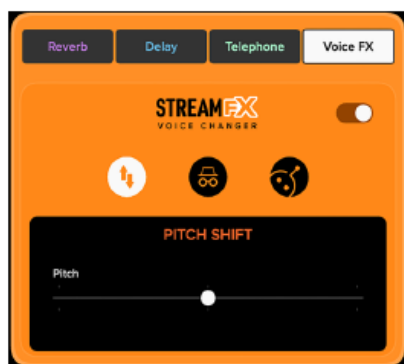 Reverb
Delay
Telephone
Voice FX
STREAMFX
VOICE CHANGER
PITCH SHIFT
Pitch